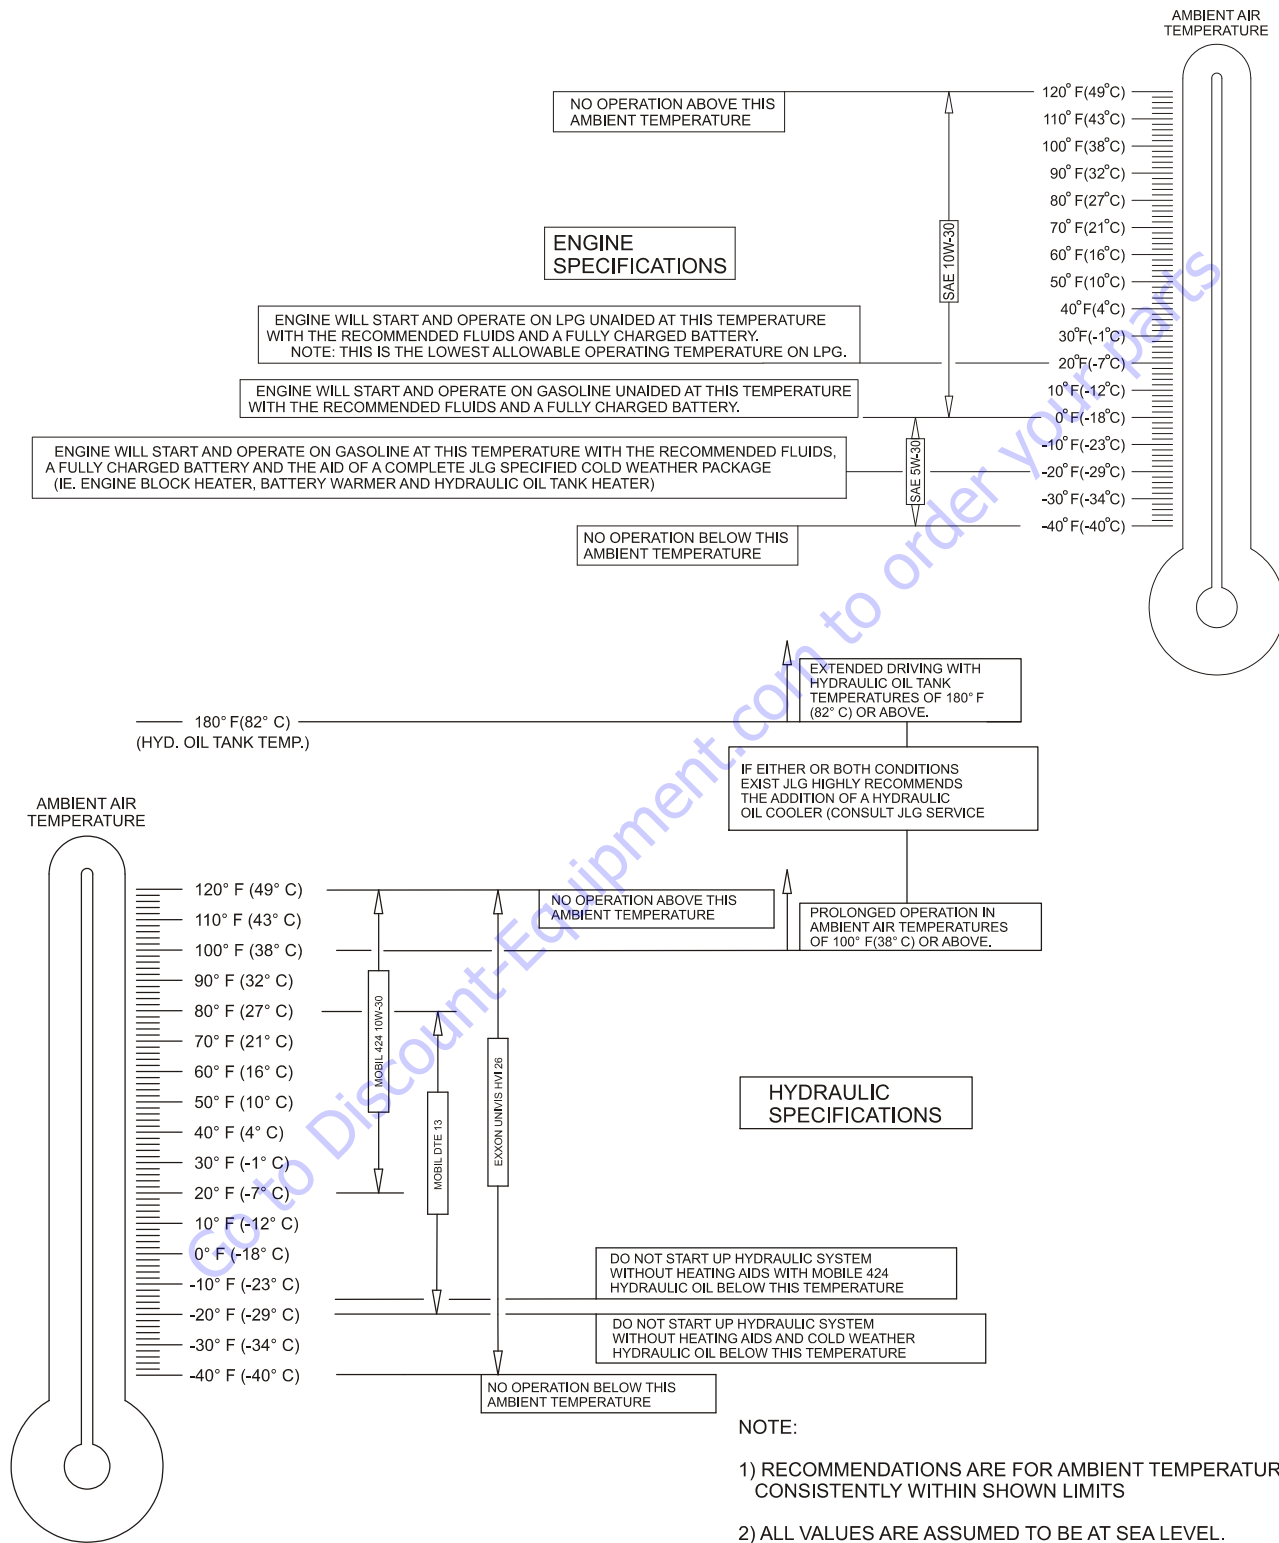 AMBIENT AIR
TEMPERATURE
120° F(49°C)
110° F(43°C)
100° F(38°C)
90° F(32°C)
80° F(27°C)
70° F(21°C)
60° F(16°C)
50° F(10°C)
40° F(4°C)
30°F(-1°C)
20°F(-7°C)
10°F(-12°C)
0°F(-18°C)
-10° F(-23°C)
-20° F(-29°C)
-30° F(-34°C)
-40° F(-40°C)
NO OPERATION ABOVE THIS
AMBIENT TEMPERATURE
ENGINE
SPECIFICATIONS
SAE 10W-30
ENGINE WILL START AND OPERATE ON LPG UNAIDED AT THIS TEMPERATURE
WITH THE RECOMMENDED FLUIDS AND A FULLY CHARGED BATTERY.
NOTE: THIS IS THE LOWEST ALLOWABLE OPERATING TEMPERATURE ON LPG.
ENGINE WILL START AND OPERATE ON GASOLINE UNAIDED AT THIS TEMPERATURE
WITH THE RECOMMENDED FLUIDS AND A FULLY CHARGED BATTERY.
ENGINE WILL START AND OPERATE ON GASOLINE AT THIS TEMPERATURE WITH THE RECOMMENDED FLUIDS,
A FULLY CHARGED BATTERY AND THE AID OF A COMPLETE JLG SPECIFIED COLD WEATHER PACKAGE
(IE. ENGINE BLOCK HEATER, BATTERY WARMER AND HYDRAULIC OIL TANK HEATER)
SAE 5W-30
NO OPERATION BELOW THIS
AMBIENT TEMPERATURE
EXTENDED DRIVING WITH
HYDRAULIC OIL TANK
TEMPERATURES OF 180° F
(82° C) OR ABOVE.
180° F(82° C)
(HYD. OIL TANK TEMP.)
IF EITHER OR BOTH CONDITIONS
EXIST JLG HIGHLY RECOMMENDS
THE ADDITION OF A HYDRAULIC
OIL COOLER (CONSULT JLG SERVICE
AMBIENT AIR
TEMPERATURE
120° F (49° C)
110° F (43° C)
100° F (38° C)
90° F (32° C)
80° F (27° C)
70° F (21° C)
60° F (16° C)
50° F (10° C)
40° F (4° C)
30° F (-1° C)
20° F (-7° C)
10° F (-12° C)
0° F (-18° C)
-10° F (-23° C)
-20° F (-29° C)
-30° F (-34° C)
-40° F (-40° C)
NO OPERATION ABOVE THIS
AMBIENT TEMPERATURE
PROLONGED OPERATION IN
AMBIENT AIR TEMPERATURES
OF 100° F(38° C) OR ABOVE.
MOBIL 424 10W-30
MOBIL DTE 13
EXXON UNIVIS HVI 26
HYDRAULIC
SPECIFICATIONS
DO NOT START UP HYDRAULIC SYSTEM
WITHOUT HEATING AIDS WITH MOBILE 424
HYDRAULIC OIL BELOW THIS TEMPERATURE
DO NOT START UP HYDRAULIC SYSTEM
WITHOUT HEATING AIDS AND COLD WEATHER
HYDRAULIC OIL BELOW THIS TEMPERATURE
NO OPERATION BELOW THIS
AMBIENT TEMPERATURE
NOTE:
1) RECOMMENDATIONS ARE FOR AMBIENT TEMPERATUR
CONSISTENTLY WITHIN SHOWN LIMITS
2) ALL VALUES ARE ASSUMED TO BE AT SEA LEVEL.
Go to Discount-Equipment.com to order your parts